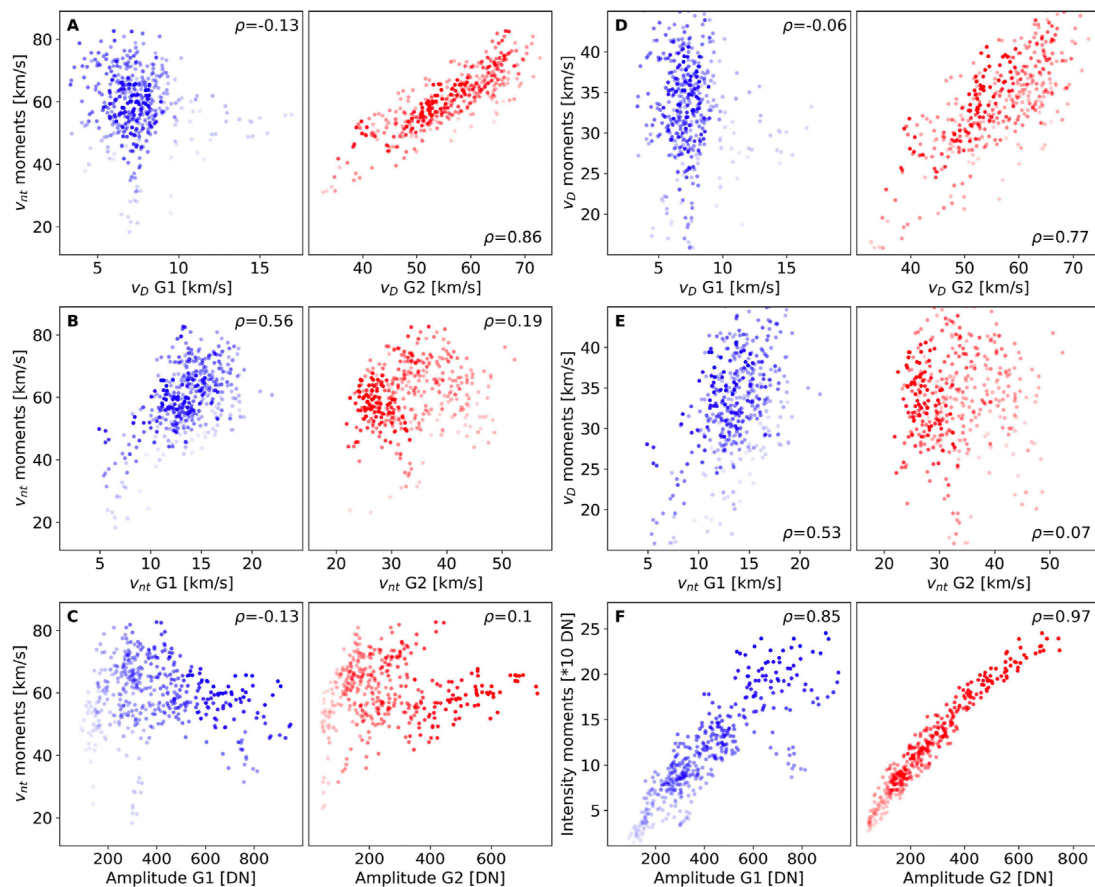 A
ρ=-0.13
80
60
40
20
v_nt moments [km/s]
5
10
15
v_D G1 [km/s]
ρ=0.86
40
50
60
70
v_D G2 [km/s]
D
ρ=-0.06
45
40
35
30
25
20
v_D moments [km/s]
5
10
15
v_D G1 [km/s]
ρ=0.77
40
50
60
70
v_D G2 [km/s]
B
ρ=0.56
80
60
40
20
v_nt moments [km/s]
5
10
15
20
v_nt G1 [km/s]
ρ=0.19
20
30
40
50
v_nt G2 [km/s]
E
45
40
35
30
25
20
v_D moments [km/s]
ρ=0.53
5
10
15
20
v_nt G1 [km/s]
ρ=0.07
20
30
40
50
v_nt G2 [km/s]
C
ρ=-0.13
80
60
40
20
v_nt moments [km/s]
200
400
600
800
Amplitude G1 [DN]
ρ=0.1
200
400
600
Amplitude G2 [DN]
F
ρ=0.85
25
20
15
10
5
Intensity moments [*10 DN]
200
400
600
800
Amplitude G1 [DN]
ρ=0.97
200
400
600
800
Amplitude G2 [DN]